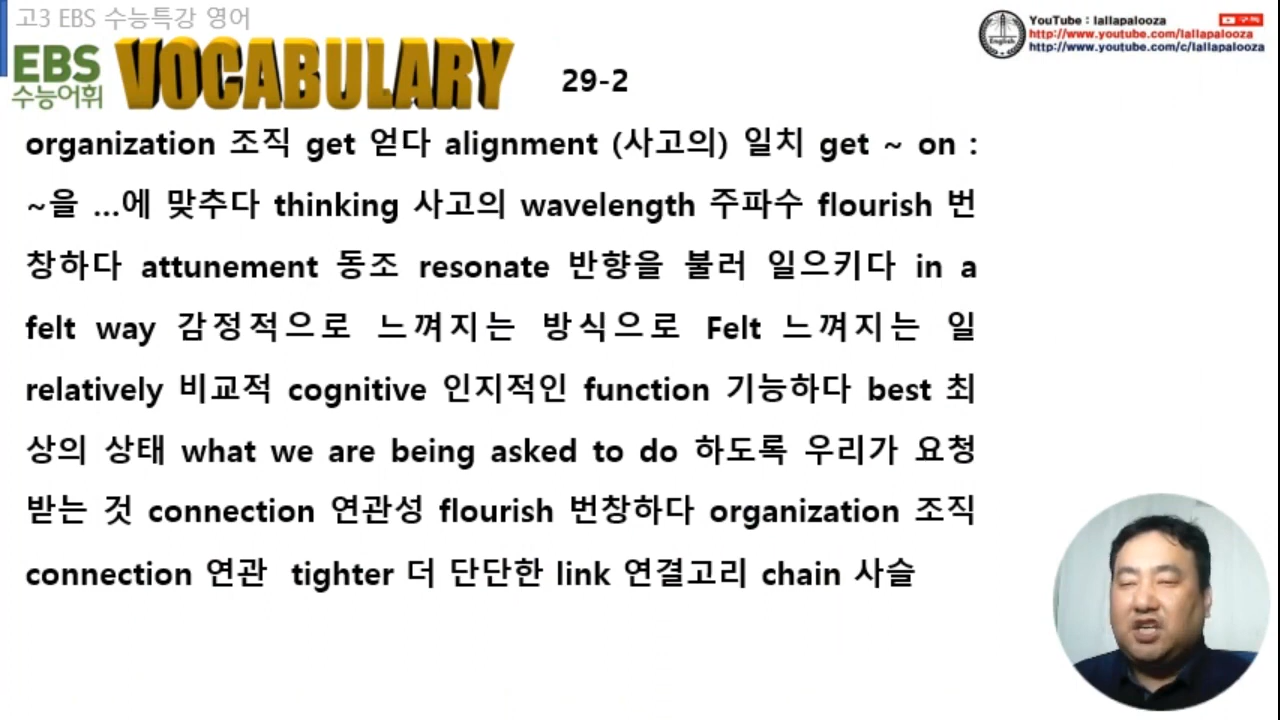 고3 EBS 수능특강 영어
EBS
수능어휘
VOCABULARY
29-2
YouTube : lallapalooza
구독
http://www.youtube.com/lallapalooza
http://www.youtube.com/c/lallapalooza
English
organization 조직 get 얻다 alignment (사고의) 일치 get ~ on :
~을 ...에 맞추다 thinking 사고의 wavelength 주파수 flourish 번
창하다 attunement 동조 resonate 반향을 불러 일으키다 in a
felt way 감정적으로 느껴지는 방식으로 Felt 느껴지는 일
relatively 비교적 cognitive 인지적인 function 기능하다 best 최
상의 상태 what we are being asked to do 하도록 우리가 요청
받는 것 connection 연관성 flourish 번창하다 organization 조직
connection 연관 tighter 더 단단한 link 연결고리 chain 사슬